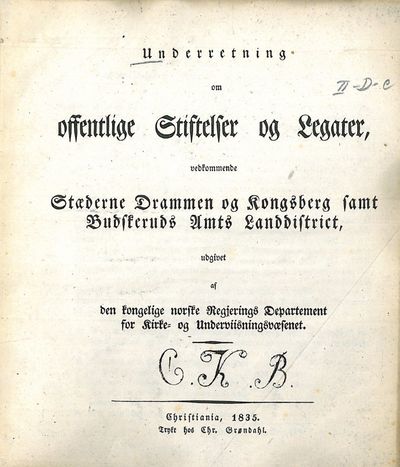 Underretning
om
II-D-c
offentlige Stiftelser og Legater,
vedkommende
Stæderne Drammen og Kongsberg samt
Budskeruds Amts Landdistrict,
udgivet
af
den kongelige norske Regjerings Departement
for Kirke- og Underviisningsvæsenet.
C. K. B.
Christiania, 1835.
Trykt hos Chr. Grøndahl.